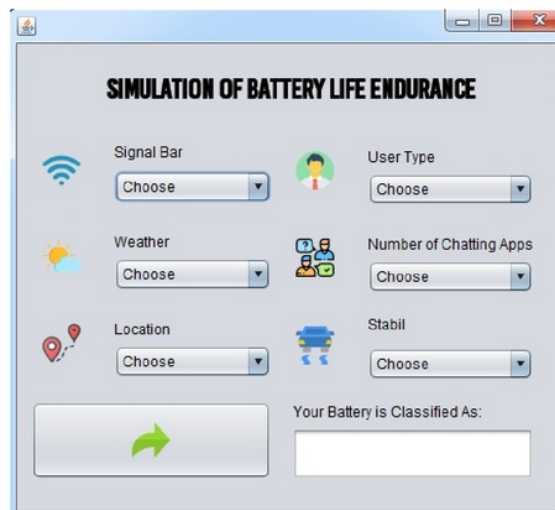 SIMULATION OF BATTERY LIFE ENDURANCE
Signal Bar
Choose
User Type
Choose
Weather
Choose
Number of Chatting Apps
Choose
Location
Choose
Stabil
Choose
Your Battery is Classified As: